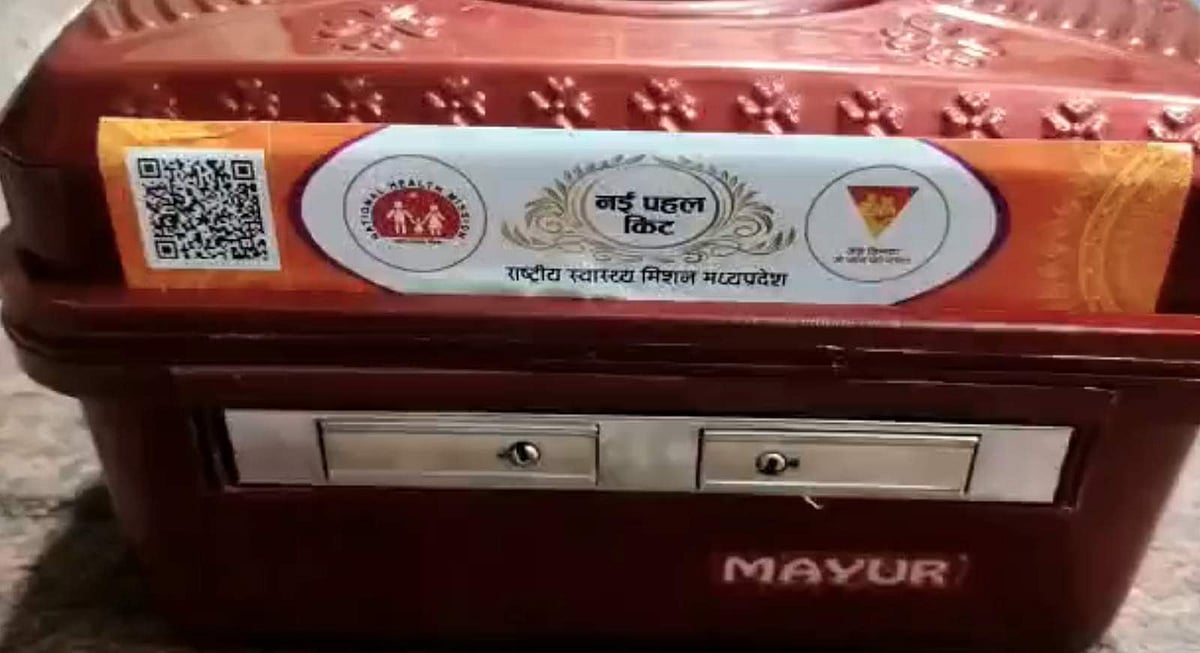 NATIONAL HEALTH MISSION
नई पहल
किट
राष्ट्रीय स्वास्थ्य मिशन मध्यप्रदेश
MAYUR